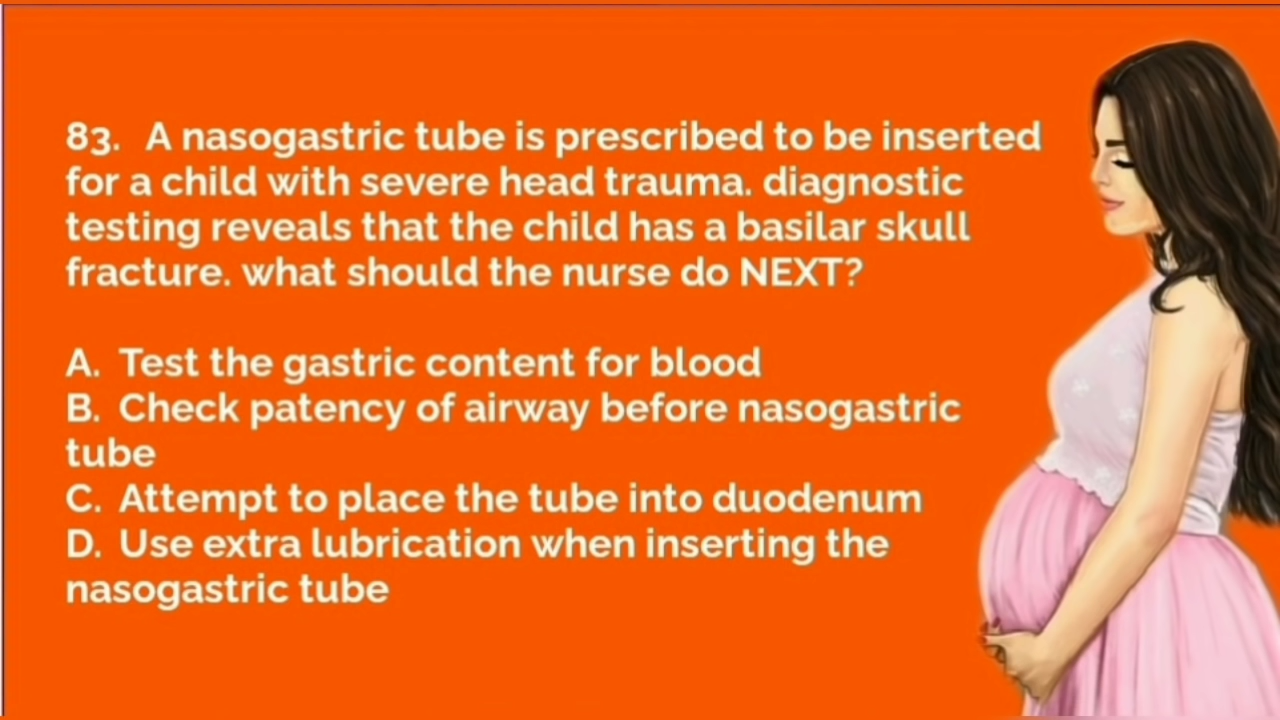 83. A nasogastric tube is prescribed to be inserted
for a child with severe head trauma. diagnostic
testing reveals that the child has a basilar skull
fracture. what should the nurse do NEXT?
A. Test the gastric content for blood
B. Check patency of airway before nasogastric
tube
C. Attempt to place the tube into duodenum
D. Use extra lubrication when inserting the
nasogastric tube